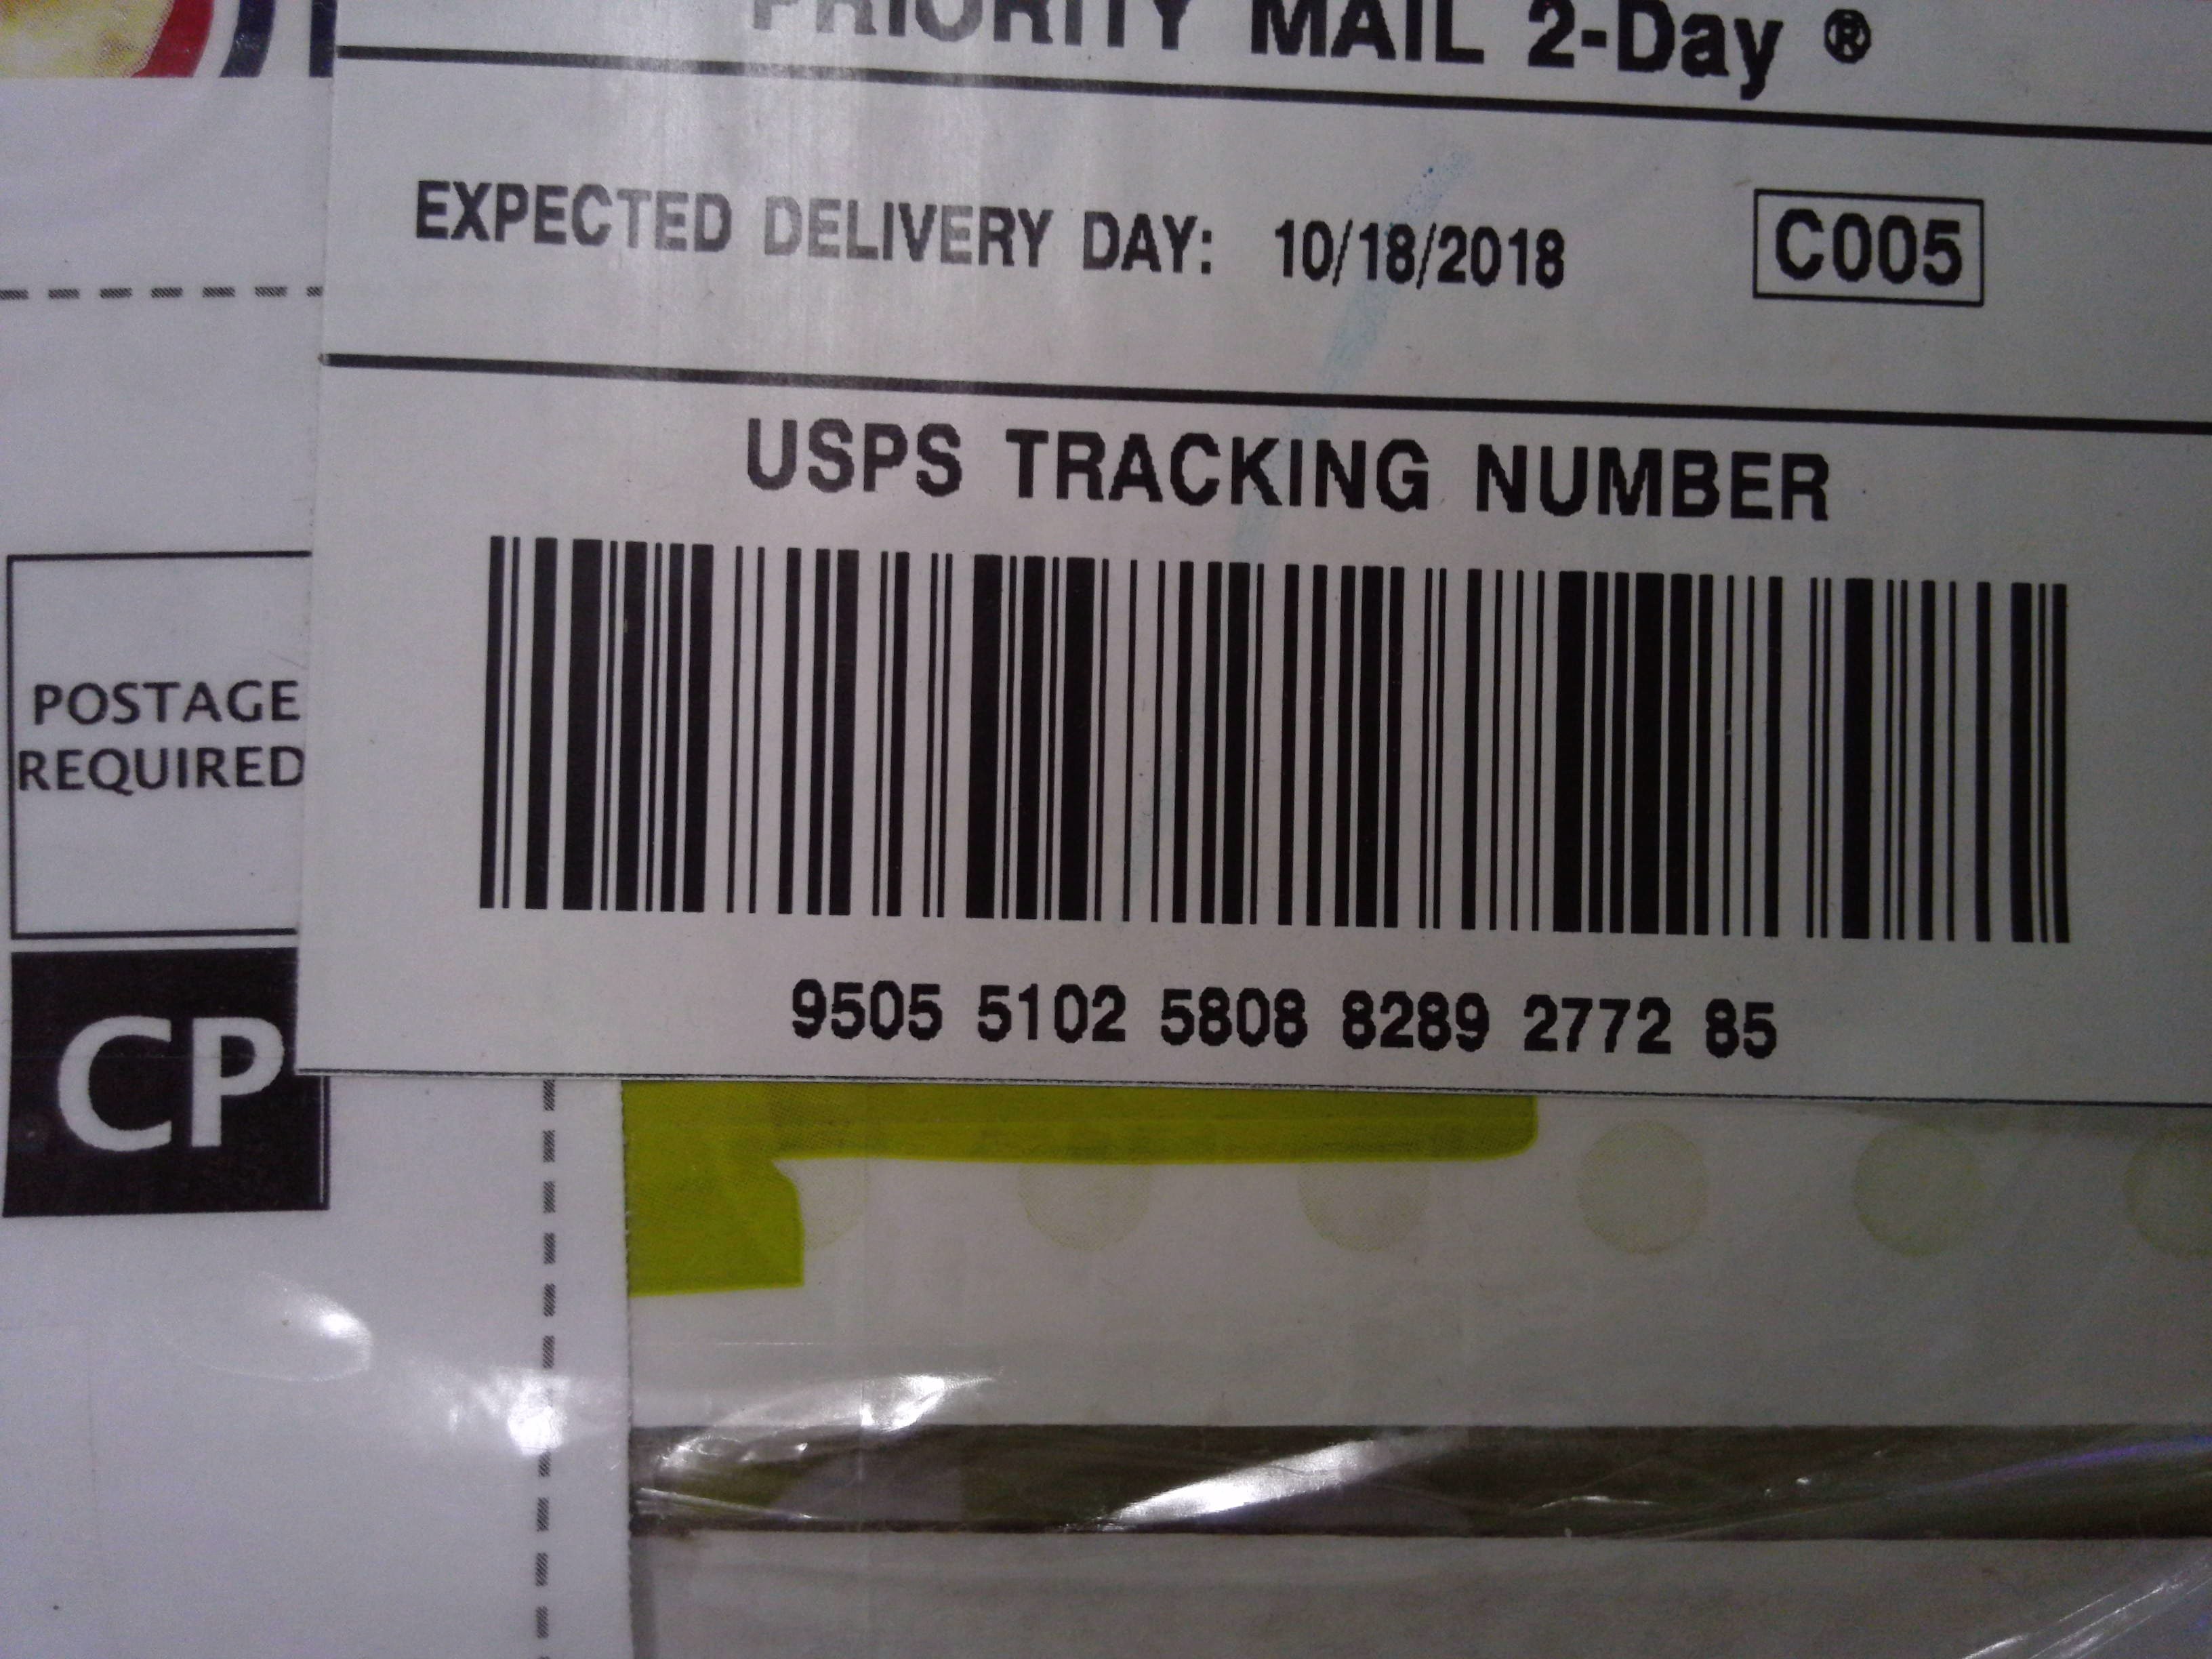 PRIORITY MAIL 2-Day ®
EXPECTED DELIVERY DAY: 10/18/2018
C005
USPS TRACKING NUMBER
9505 5102 5808 8289 2772 85
POSTAGE
REQUIRED
CP